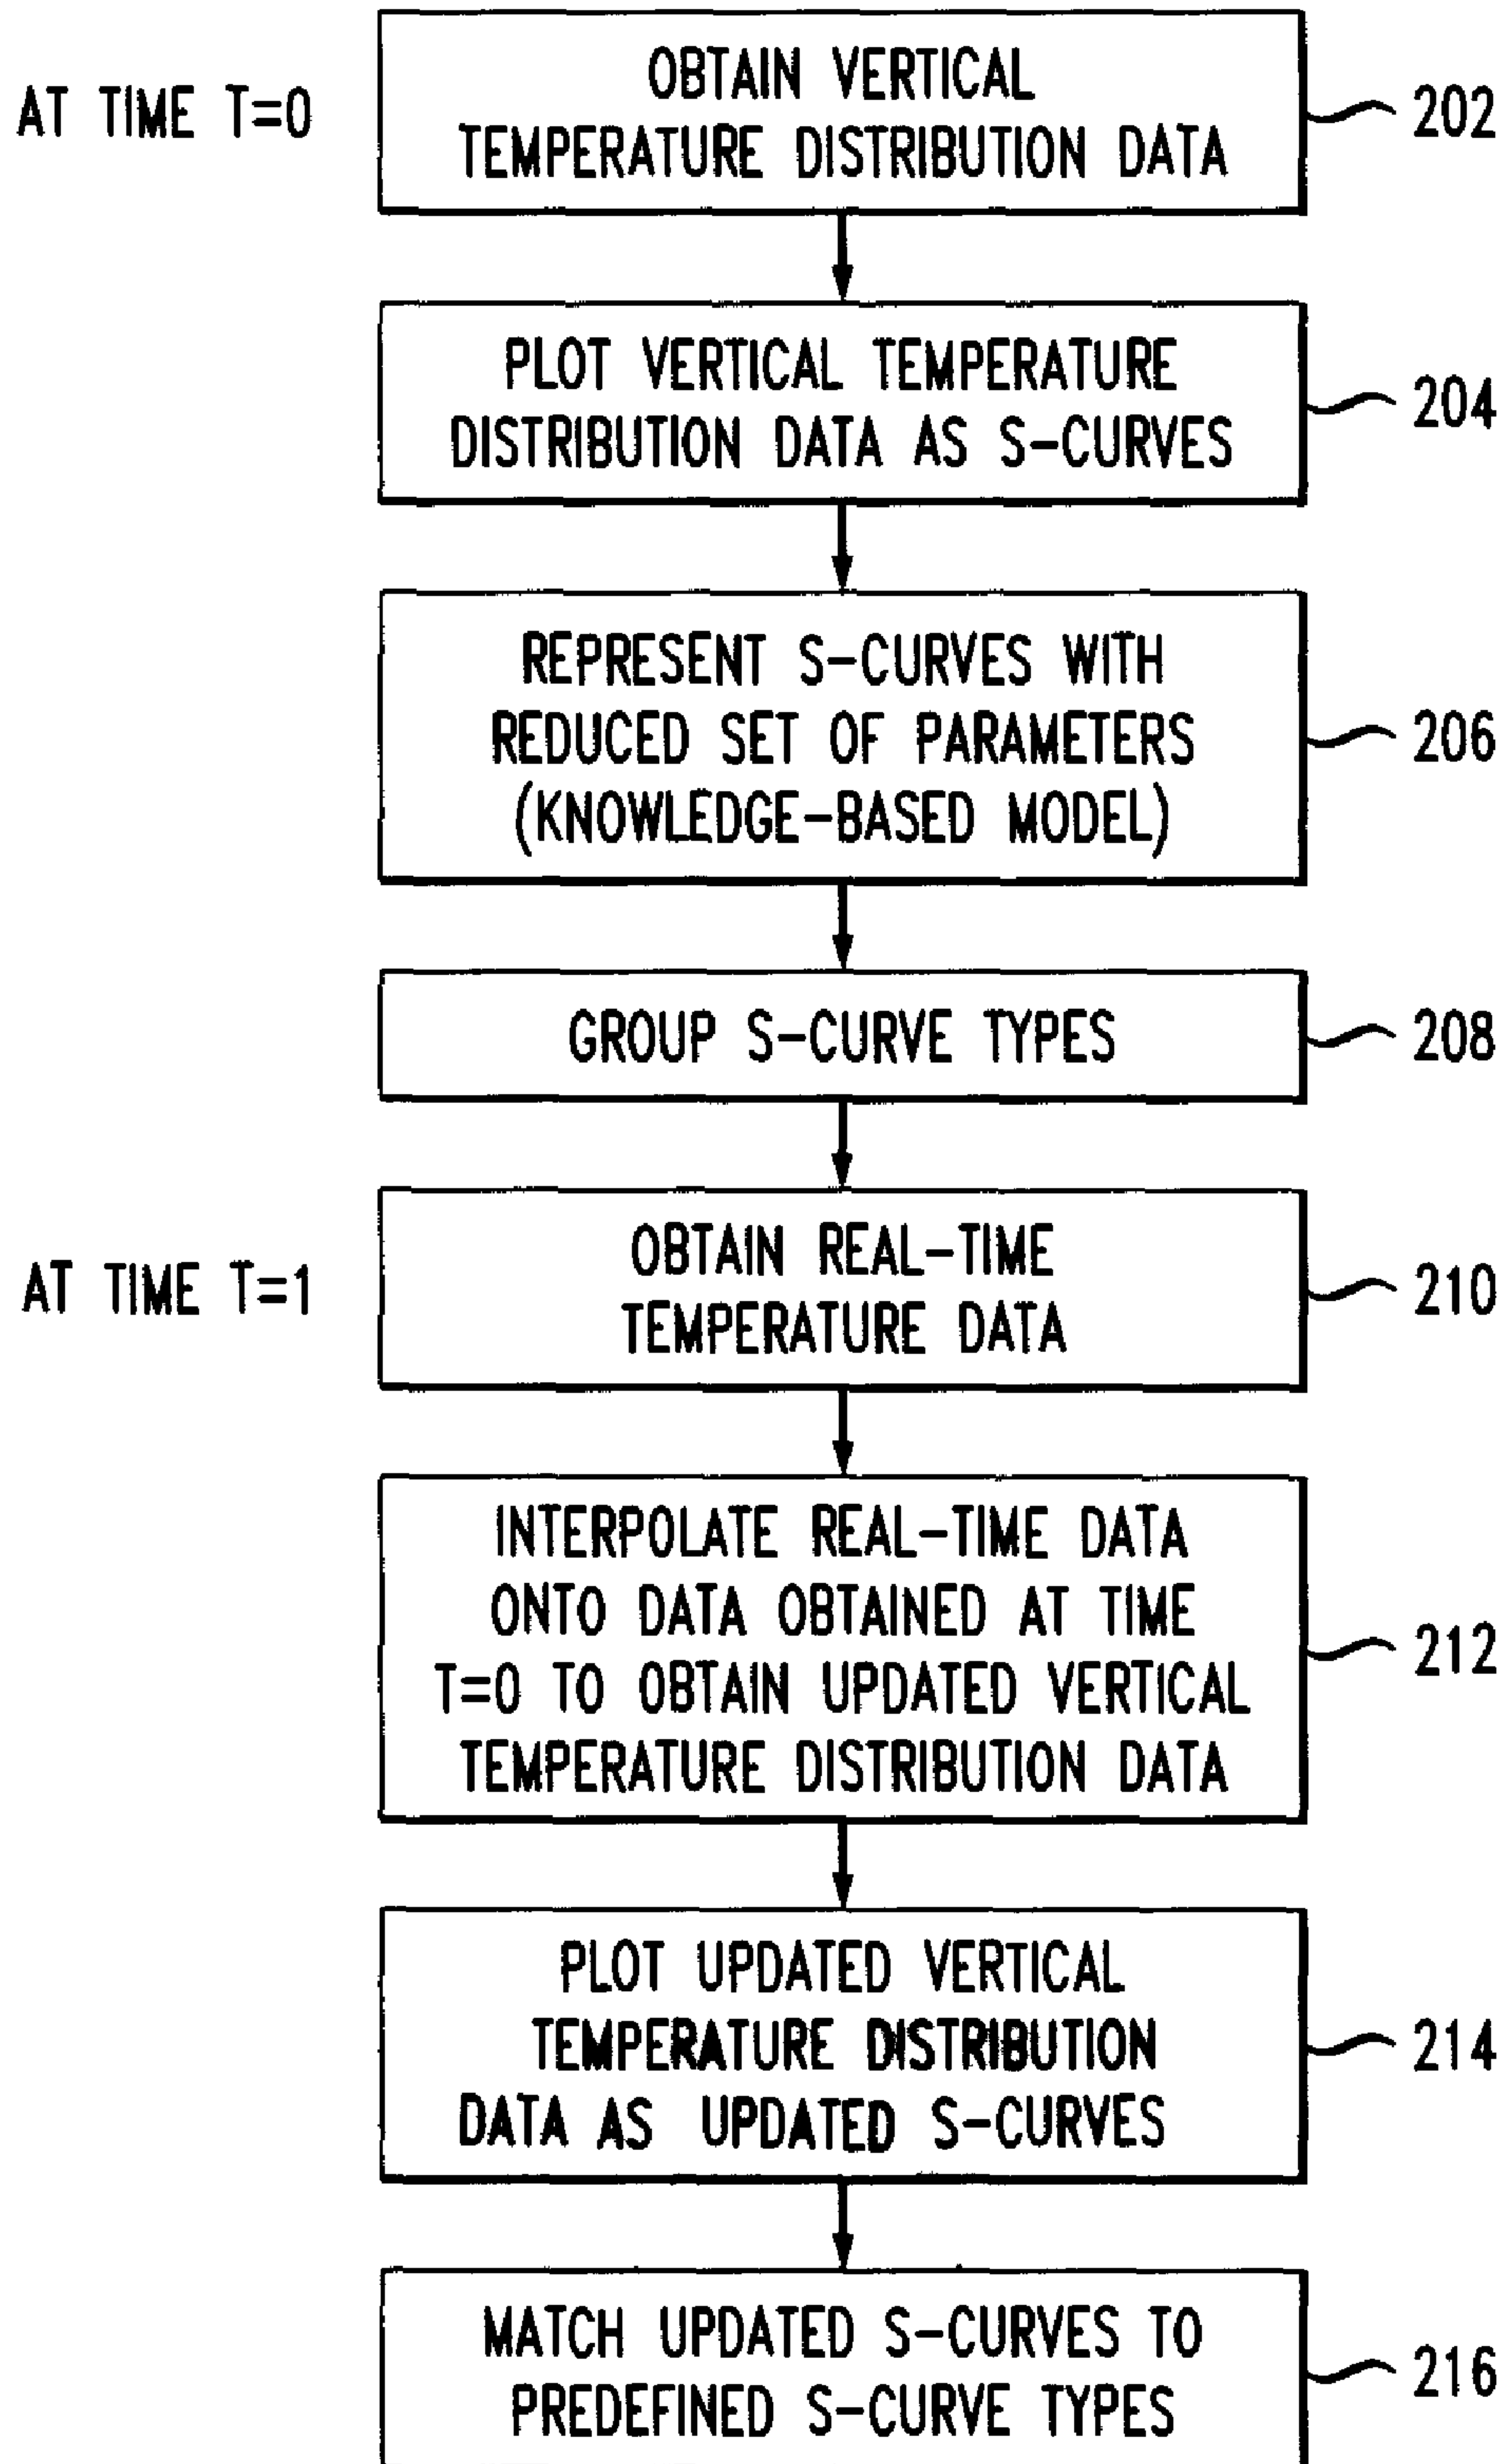 OBTAIN VERTICAL
AT TIME T=0
202
TEMPERATURE DISTRIBUTION DATA
PLOT VERTICAL TEMPERATURE
204
DISTRIBUTION DATA AS S-CURVES
REPRESENT S-CURVES WITH
REDUCED SET OF PARAMETERS
206
(KNOWLEDGE-BASED MODEL)
GROUP S-CURVE TYPES
208
OBTAIN REAL-TIME
AT TIME T=1
210
TEMPERATURE DATA
INTERPOLATE REAL-TIME DATA
ONTO DATA OBTAINED AT TIME
212
T=0 TO OBTAIN UPDATED VERTICAL
TEMPERATURE DISTRIBUTION DATA
PLOT UPDATED VERTICAL
TEMPERATURE DISTRIBUTION
214
DATA AS UPDATED S-CURVES
MATCH UPDATED S-CURVES TO
216
PREDEFINED S-CURVE TYPES